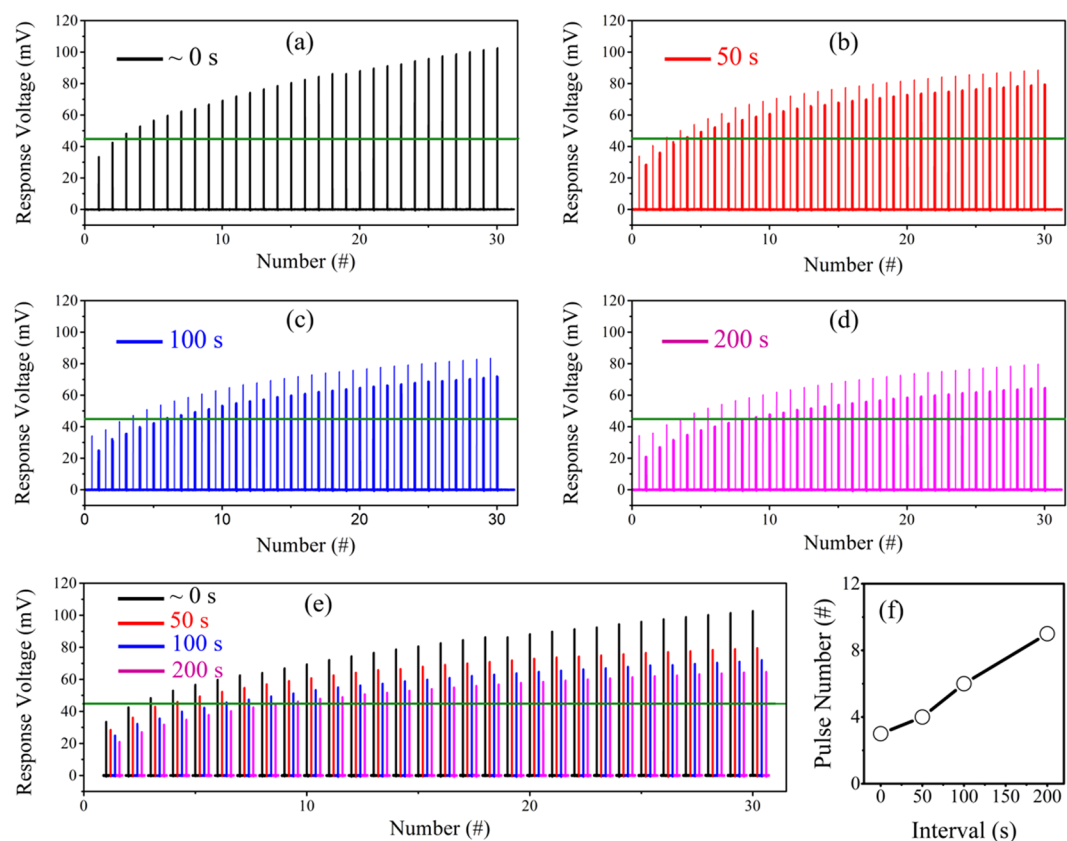 (a)
~ 0 s
Response Voltage (mV)
120
100
80
60
40
20
0
0 10 20 30
Number (#)
(b)
50 s
Response Voltage (mV)
120
100
80
60
40
20
0
0 10 20 30
Number (#)
(c)
100 s
Response Voltage (mV)
120
100
80
60
40
20
0
0 10 20 30
Number (#)
(d)
200 s
Response Voltage (mV)
120
100
80
60
40
20
0
0 10 20 30
Number (#)
(e)
~ 0 s
50 s
100 s
200 s
Response Voltage (mV)
120
100
80
60
40
20
0
10 20 30
Number (#)
(f)
Pulse Number (#)
12
8
4
0
0 50 100 150 200
Interval (s)